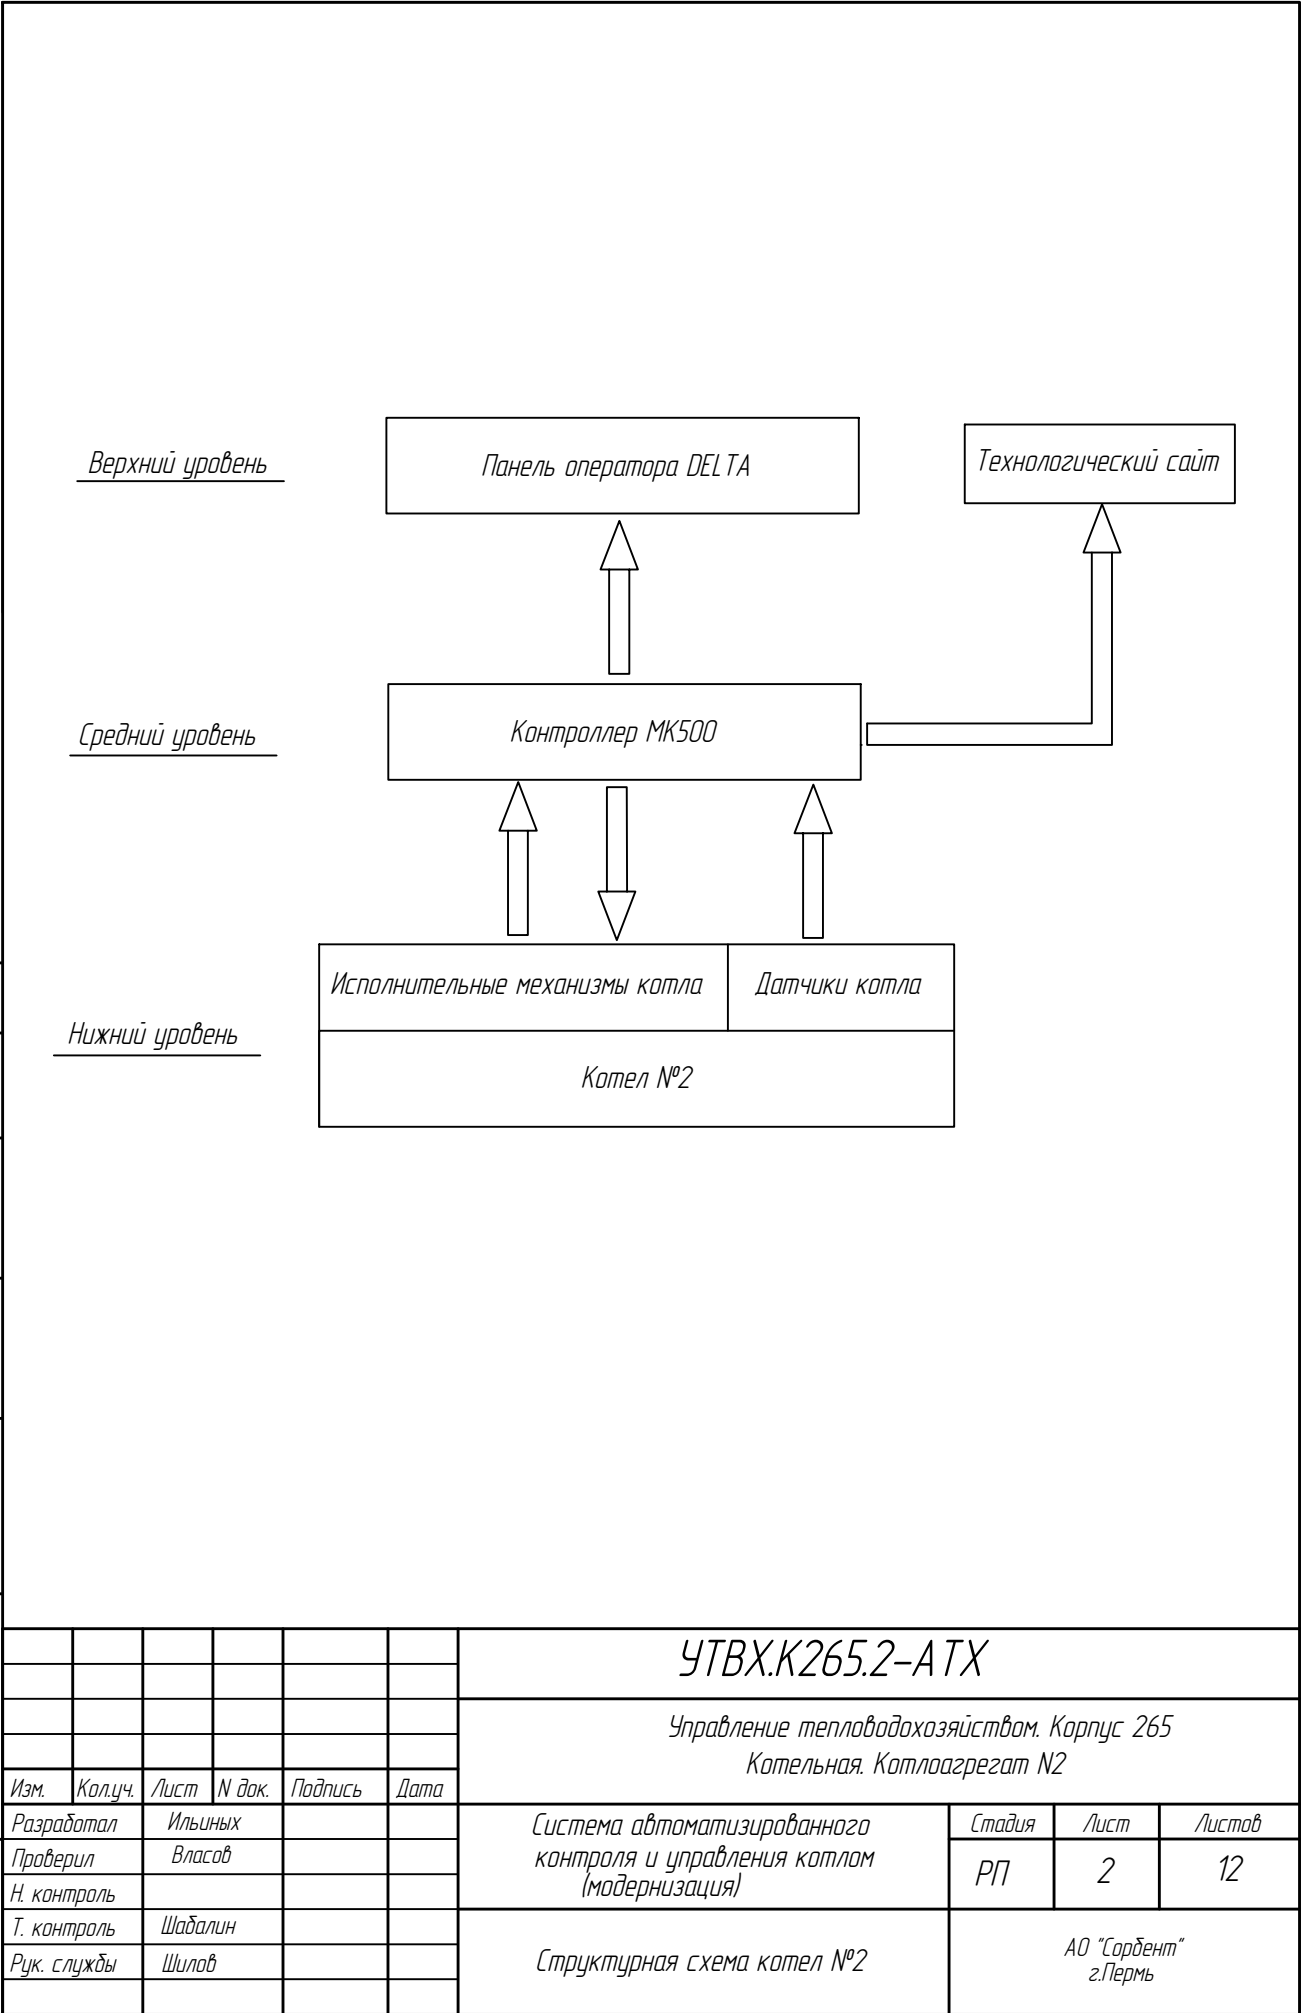 Верхний уровень
Панель оператора DELTA
Технологический сайт
Средний уровень
Контроллер МК500
Исполнительные механизмы котла
Датчики котла
Нижний уровень
Котел №2
УТВХ.К265.2-АТХ
Управление тепловодохозяйством. Корпус 265
Котельная. Котлоагрегат N2
Изм. Кол.уч. Лист N док. Подпись Дата
Разработал Ильиных
Проверил Власов
Н. контроль
Т. контроль Шабалин
Рук. службы Шилов
Система автоматизированного
контроля и управления котлом
(модернизация)
Стадия Лист Листов
РП 2 12
Структурная схема котел №2
АО "Сорбент"
г.Пермь